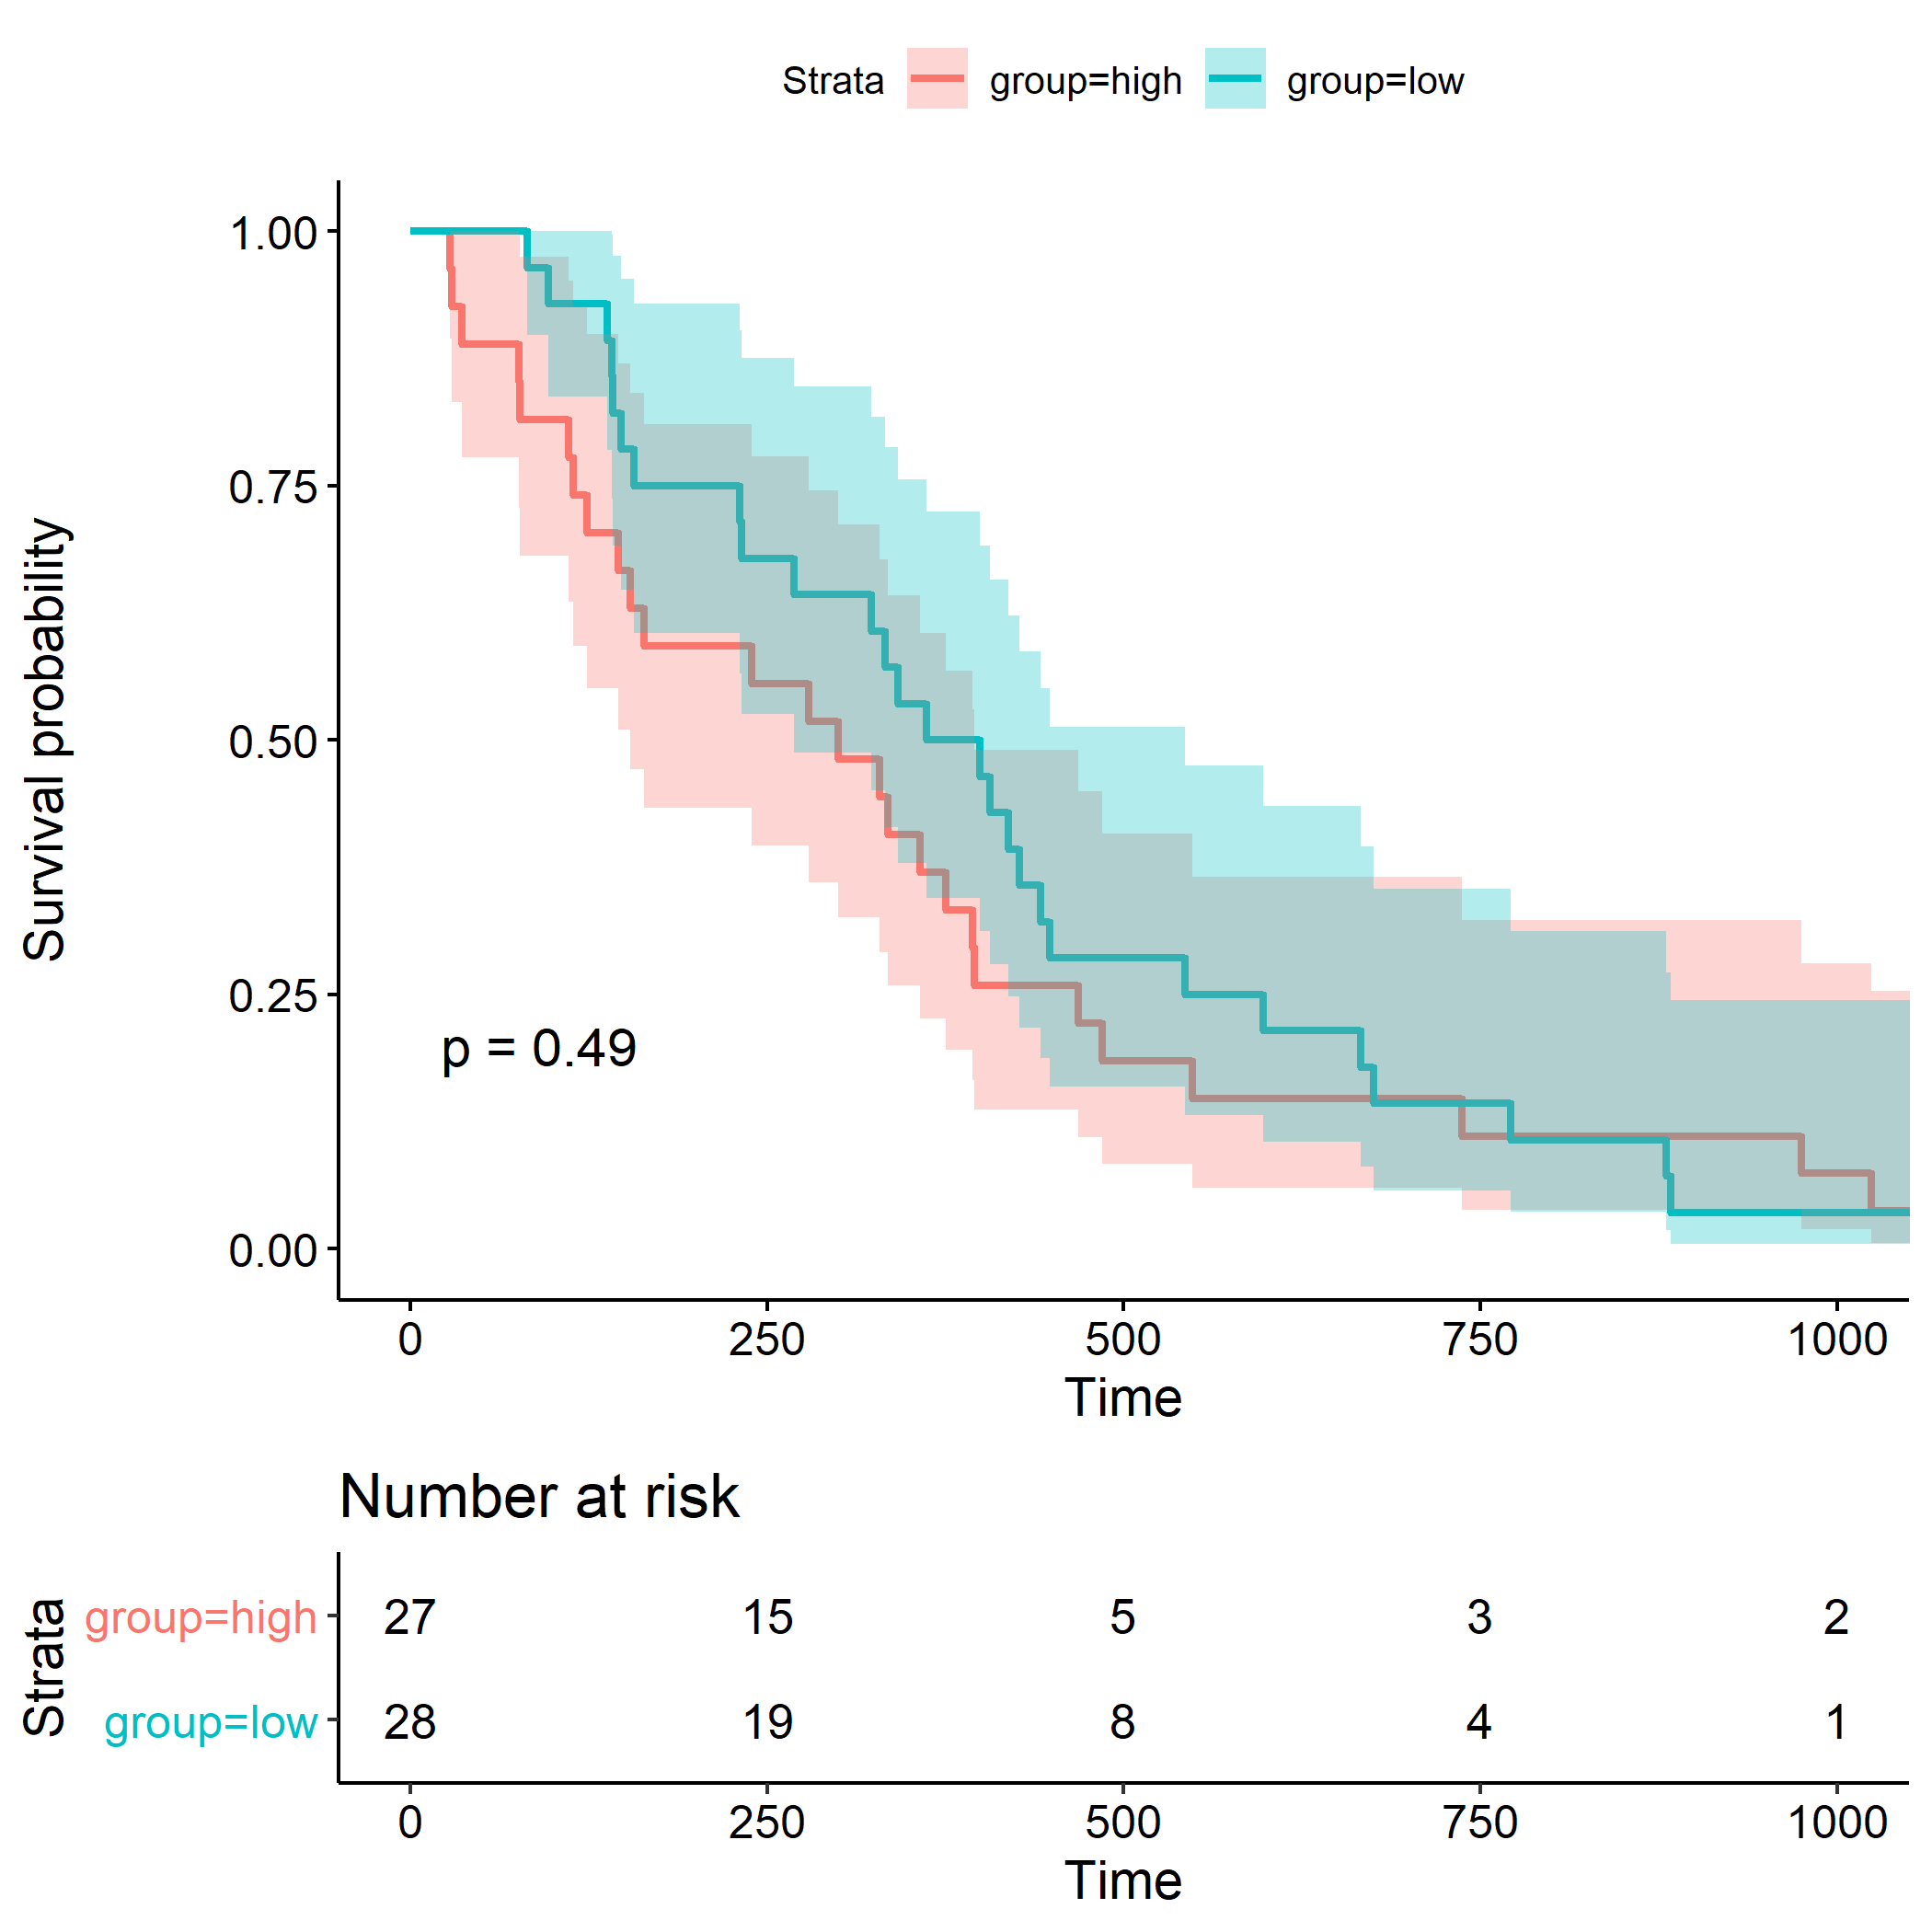 Strata group=high group=low
1.00
0.75
0.50
0.25
0.00
Survival probability
p = 0.49
0 250 500 750 1000
Time
Number at risk
Strata
group=high 27 15 5 3 2
group=low 28 19 8 4 1
0 250 500 750 1000
Time